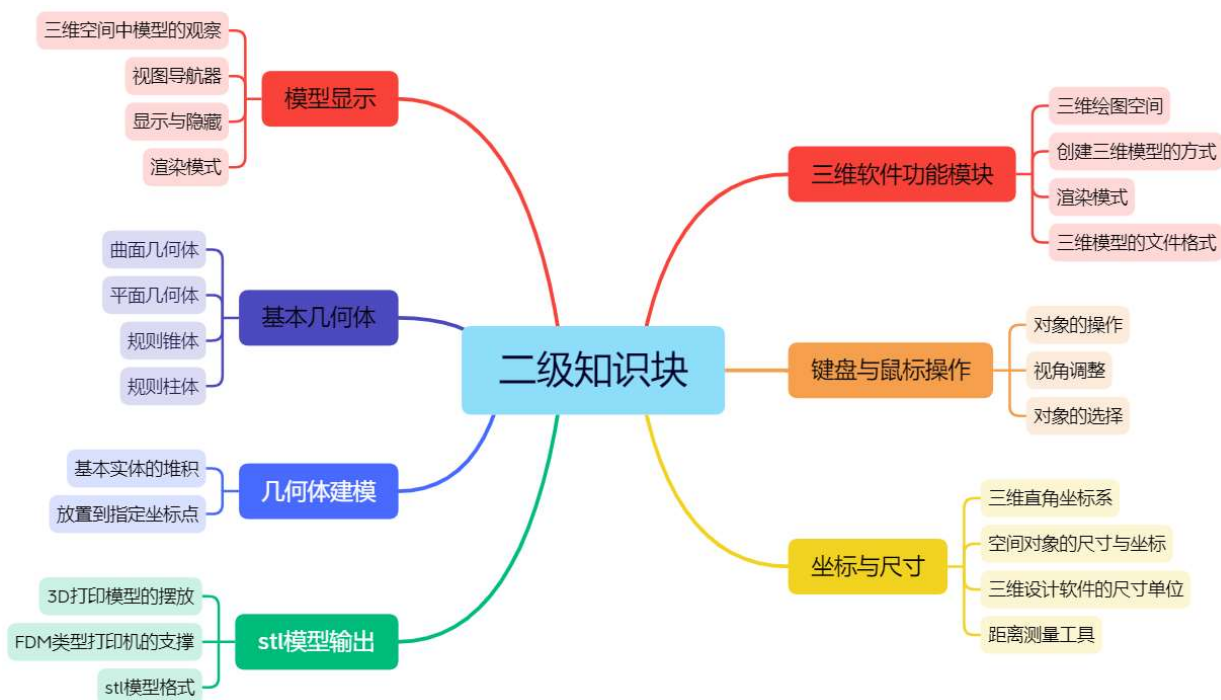 二级知识块
模型显示
三维空间中模型的观察
视图导航器
显示与隐藏
渲染模式
基本几何体
曲面几何体
平面几何体
规则锥体
规则柱体
几何体建模
基本实体的堆积
放置到指定坐标点
stl模型输出
3D打印模型的摆放
FDM类型打印机的支撑
stl模型格式
三维软件功能模块
三维绘图空间
创建三维模型的方式
渲染模式
三维模型的文件格式
键盘与鼠标操作
对象的操作
视角调整
对象的选择
坐标与尺寸
三维直角坐标系
空间对象的尺寸与坐标
三维设计软件的尺寸单位
距离测量工具